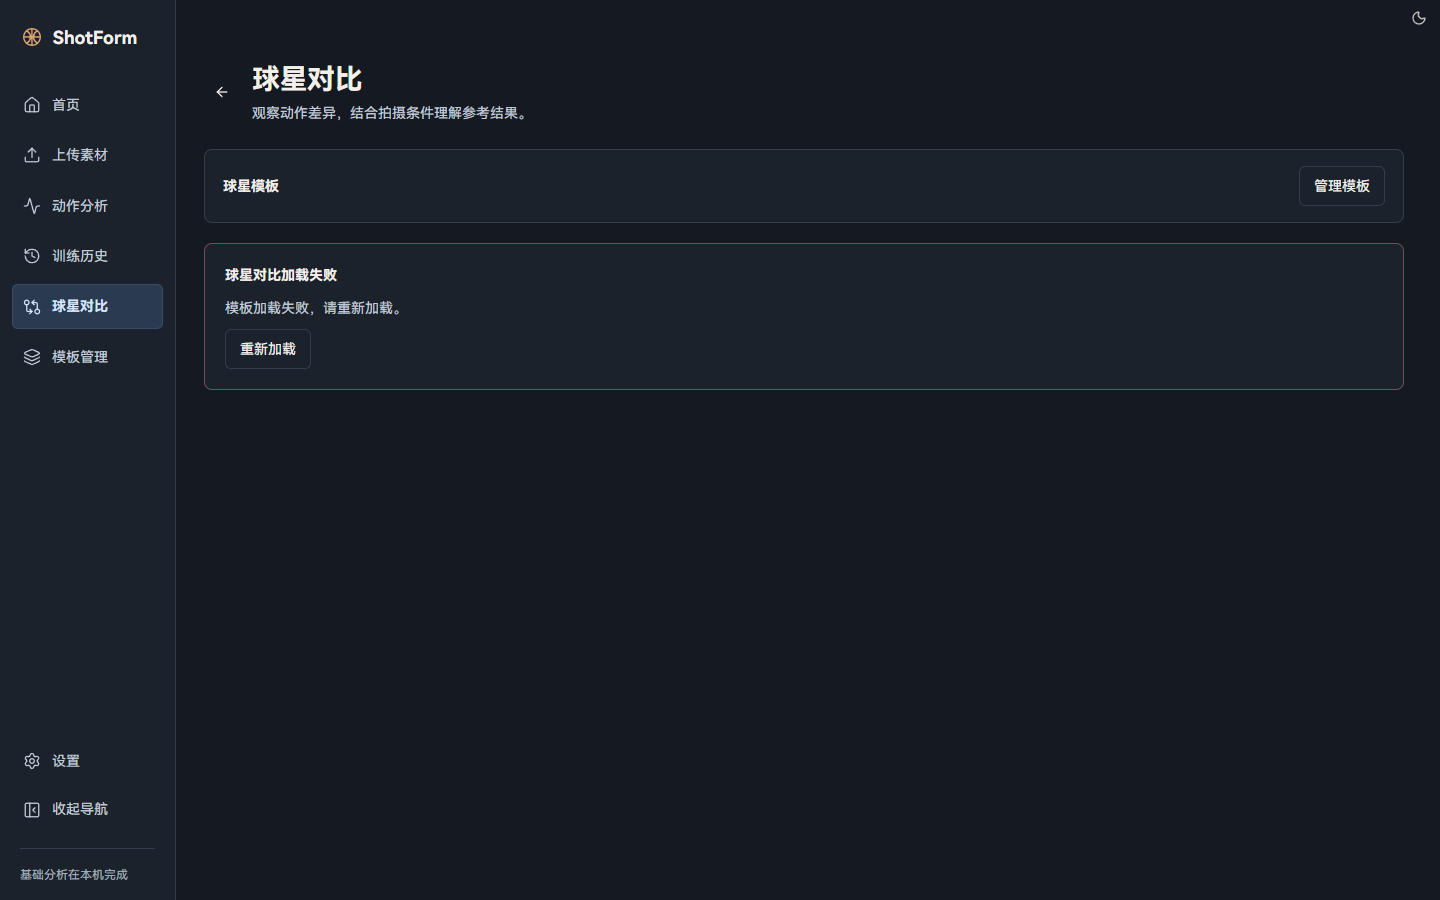 ShotForm
首页
上传素材
动作分析
训练历史
球星对比
模板管理
设置
收起导航
基础分析在本机完成
球星对比
观察动作差异，结合拍摄条件理解参考结果。
球星模板
管理模板
球星对比加载失败
模板加载失败，请重新加载。
重新加载